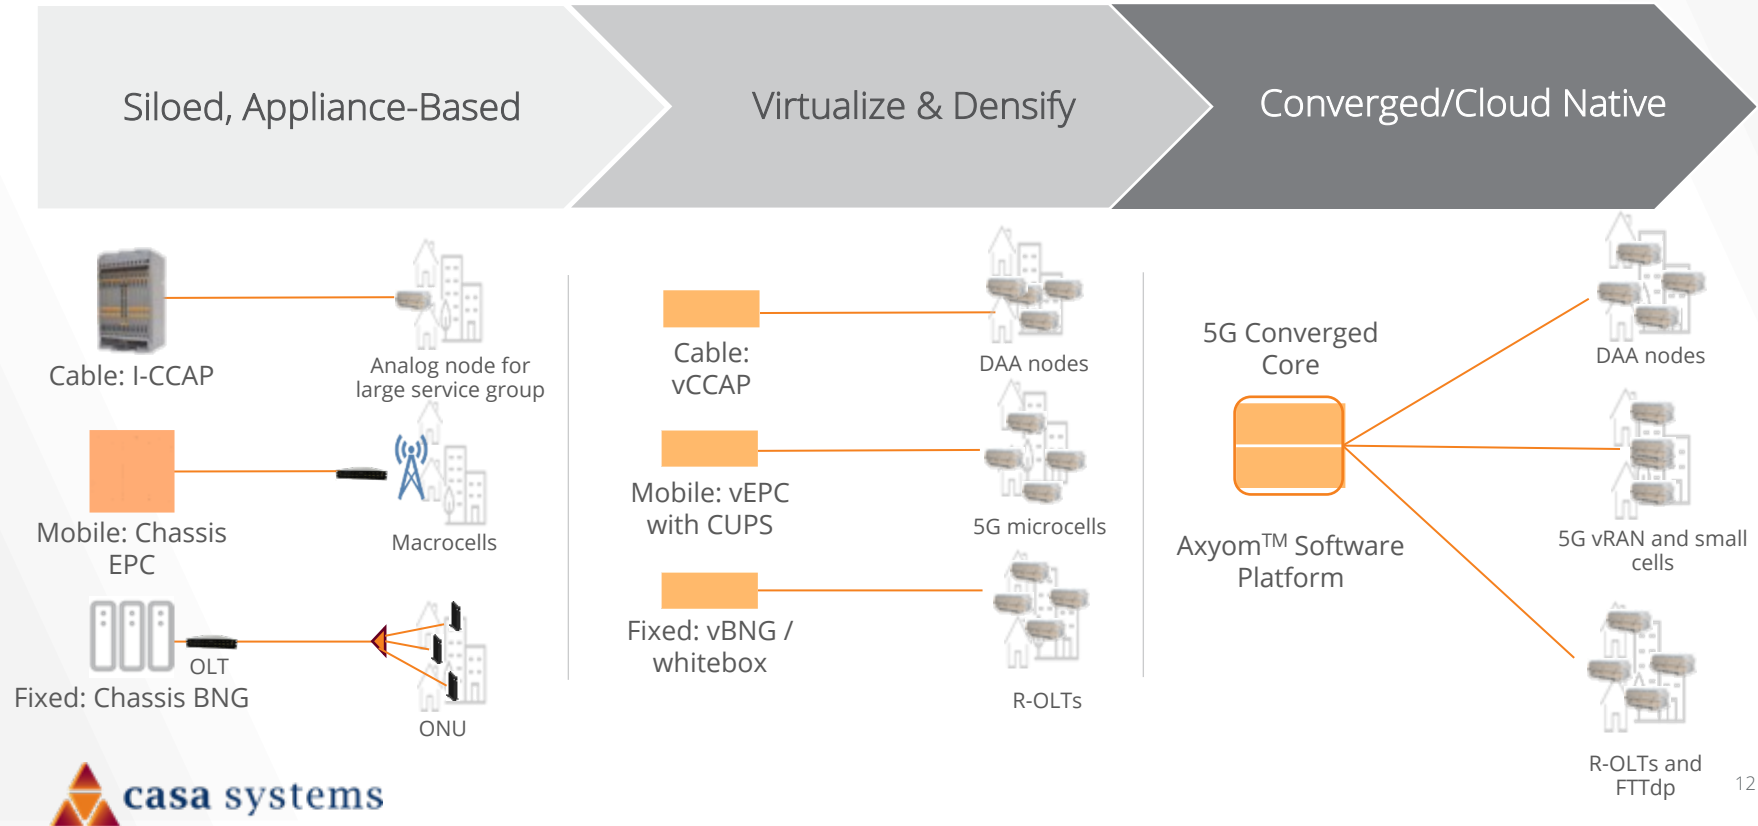 Siloed, Appliance-Based
Virtualize & Densify
Converged/Cloud Native
Cable: I-CCAP
Analog node for
large service group
Mobile: Chassis
EPC
Macrocells
OLT
Fixed: Chassis BNG
ONU
Cable:
vCCAP
DAA nodes
Mobile: vEPC
with CUPS
5G microcells
Fixed: vBNG /
whitebox
R-OLTs
5G Converged
Core
Axyom™ Software
Platform
DAA nodes
5G vRAN and small
cells
R-OLTs and
FTTdp
casa systems
12